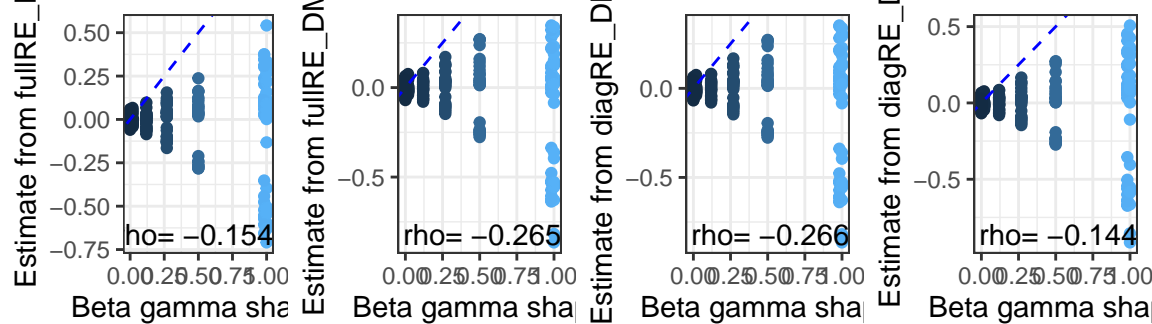 Estimate from fullRE_
0.50
0.25
0.00
−0.25
−0.50
−0.75
rho= −0.154
0.00 0.25 0.50 0.75 1.00
Beta gamma sha
Estimate from fullRE_DM
0.0
−0.5
rho= −0.265
0.00 0.25 0.50 0.75 1.00
Beta gamma sha
Estimate from diagRE_D
0.0
−0.5
rho= −0.266
0.00 0.25 0.50 0.75 1.00
Beta gamma sha
Estimate from diagRE_D
0.5
0.0
−0.5
rho= −0.144
0.00 0.25 0.50 0.75 1.00
Beta gamma sha